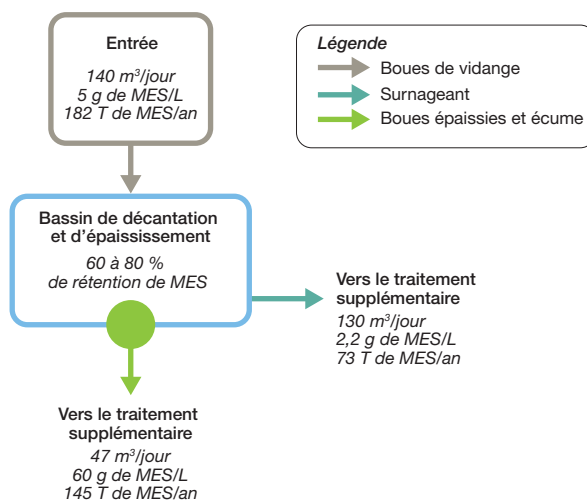 Entrée
140 m³/jour
5 g de MES/L
182 T de MES/an
Légende
Boues de vidange
Surnageant
Boues épaissies et écume
Bassin de décantation
et d'épaississement
60 à 80 %
de rétention de MES
Vers le traitement
supplémentaire
130 m³/jour
2,2 g de MES/L
73 T de MES/an
Vers le traitement
supplémentaire
47 m³/jour
60 g de MES/L
145 T de MES/an